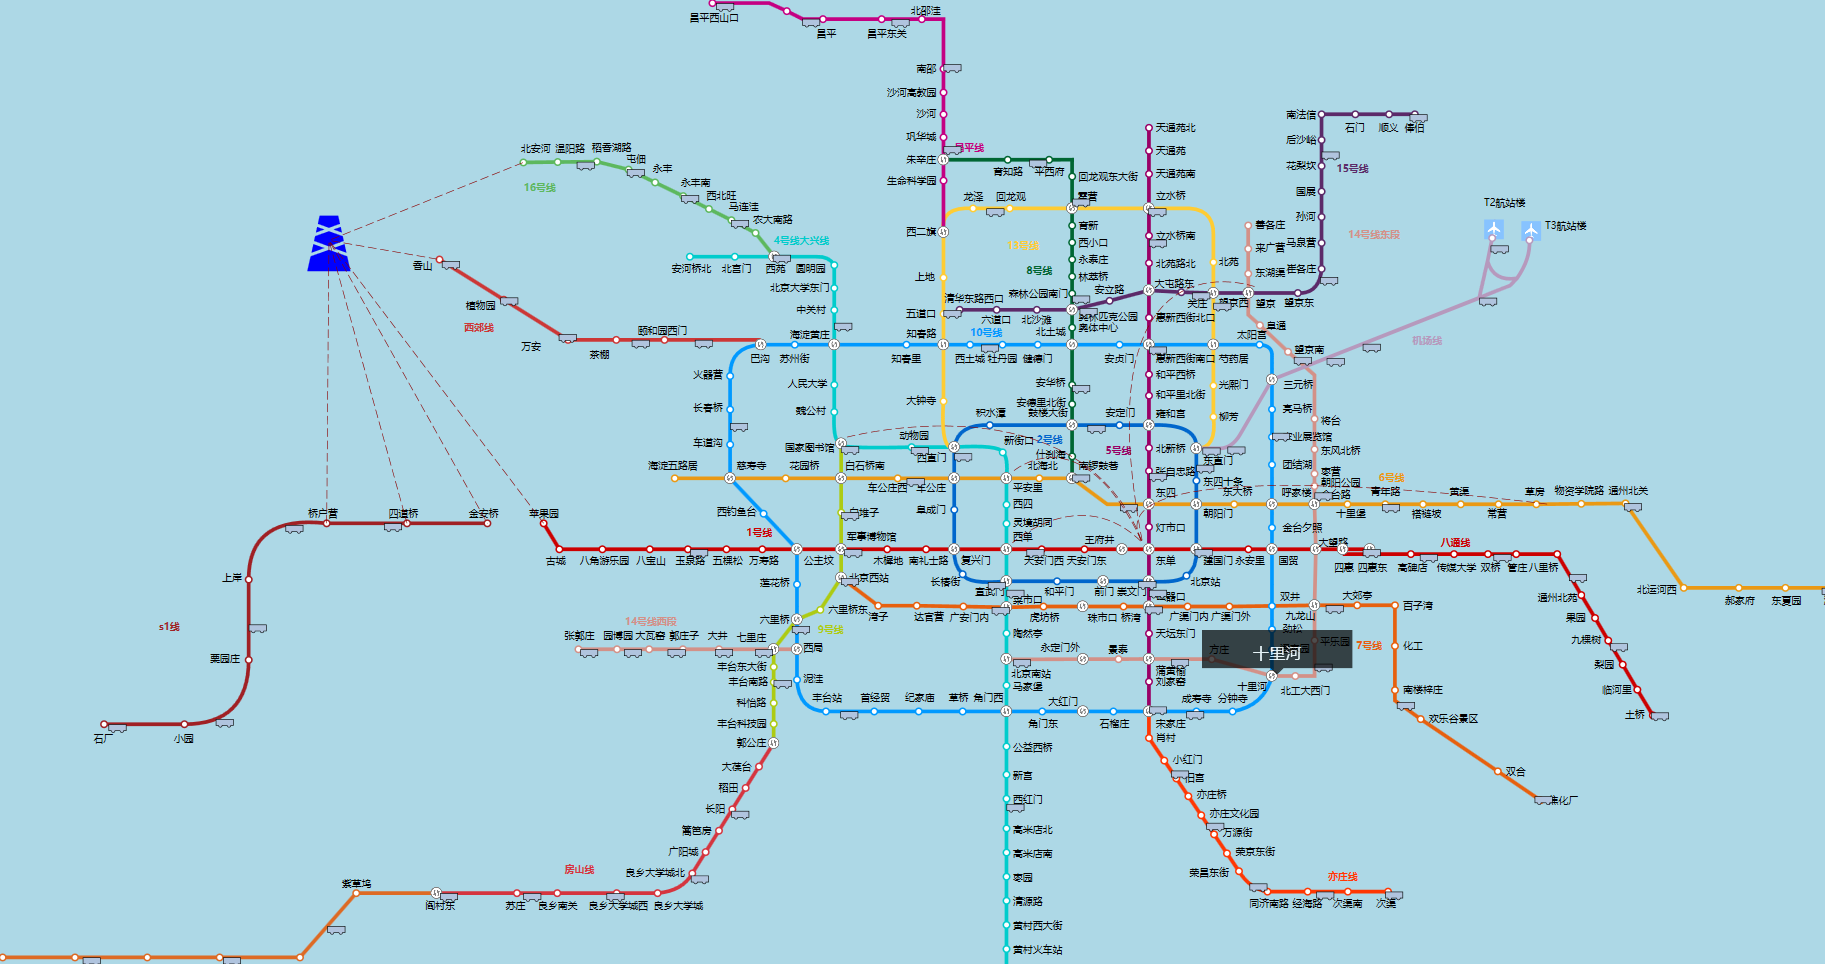 昌平西山口
昌平
昌平东关
北邵洼
南邵
沙河高教园
沙河
巩华城
朱辛庄
生命科学园
西二旗
育知路
平西府
回龙观东大街
龙泽
回龙观
育新
西小口
永泰庄
林萃桥
森林公园南门
8号线
天通苑北
天通苑
天通苑南
立水桥
立水桥南
北苑路北
大屯路东
惠新西街北口
惠新西街南口
和平西桥
和平里北街
雍和宫
北新桥
张自忠路
东四
灯市口
东单
5号线
南法信
石门
顺义
俸伯
后沙峪
花梨坎
15号线
国展
孙河
马泉营
崔各庄
望京东
望京
望京西
关庄
善各庄
来广营
东湖渠
14号线东段
T2航站楼
T3航站楼
机场线
北安河
温阳路
稻香湖路
屯佃
永丰
永丰南
西北旺
马连洼
农大南路
16号线
4号线大兴线
安河桥北
北宫门
西苑
圆明园
北京大学东门
中关村
海淀黄庄
人民大学
魏公村
国家图书馆
动物园
西直门
新街口
平安里
西四
灵境胡同
西单
香山
植物园
西郊线
万安
茶棚
颐和园西门
巴沟
苏州街
知春里
知春路
西土城
牡丹园
健德门
北土城
安贞门
芍药居
太阳宫
三元桥
亮马桥
团结湖
呼家楼
金台夕照
国贸
双井
劲松
十里河
10号线
上地
五道口
清华东路西口
六道口
北沙滩
安立路
奥体中心
大钟寺
北苑
光熙门
柳芳
东直门
阜通
望京南
将台
东风北桥
枣营
朝阳公园
火器营
长春桥
车道沟
慈寿寺
西钓鱼台
公主坟
莲花桥
六里桥
西局
泥洼
丰台站
首经贸
纪家庙
草桥
角门西
角门东
大红门
石榴庄
宋家庄
成寿寺
分钟寺
十里河
安华桥
安德里北街
鼓楼大街
积水潭
安定门
2号线
什刹海
南锣鼓巷
北海北
海淀五路居
花园桥
白石桥南
车公庄西
车公庄
阜成门
复兴门
长椿街
和平门
前门
崇文门
北京站
建国门
朝阳门
东四十条
东大桥
6号线
十里堡
青年路
褡裢坡
黄渠
常营
草房
物资学院路
通州北关
北运河西
郝家府
东夏园
桥户营
四道桥
金安桥
苹果园
古城
八角游乐园
八宝山
玉泉路
五棵松
万寿路
1号线
军事博物馆
木樨地
南礼士路
天安门西
天安门东
王府井
永安里
大望路
四惠
四惠东
八通线
高碑店
传媒大学
双桥
管庄
八里桥
通州北苑
果园
九棵树
梨园
临河里
土桥
上岸
s1线
栗园庄
小园
石厂
北京西站
六里桥东
9号线
湾子
达官营
广安门内
菜市口
虎坊桥
珠市口
桥湾
广渠门内
广渠门外
九龙山
大郊亭
百子湾
7号线
化工
南楼梓庄
欢乐谷景区
双合
14号线西段
张郭庄
园博园
大瓦窑
郭庄子
大井
七里庄
丰台东大街
丰台南路
科怡路
丰台科技园
郭公庄
大葆台
稻田
长阳
篱笆房
广阳城
良乡大学城北
良乡大学城
良乡大学城西
良乡南关
苏庄
阎村东
紫草坞
房山线
陶然亭
北京南站
马家堡
永定门外
景泰
蒲黄榆
方庄
天坛东门
刘家窑
北工大西门
公益西桥
新宫
西红门
高米店北
高米店南
枣园
清源路
黄村西大街
黄村火车站
肖村
小红门
旧宫
亦庄桥
亦庄文化园
万源街
荣京东街
荣昌东街
同济南路
经海路
次渠南
次渠
亦庄线